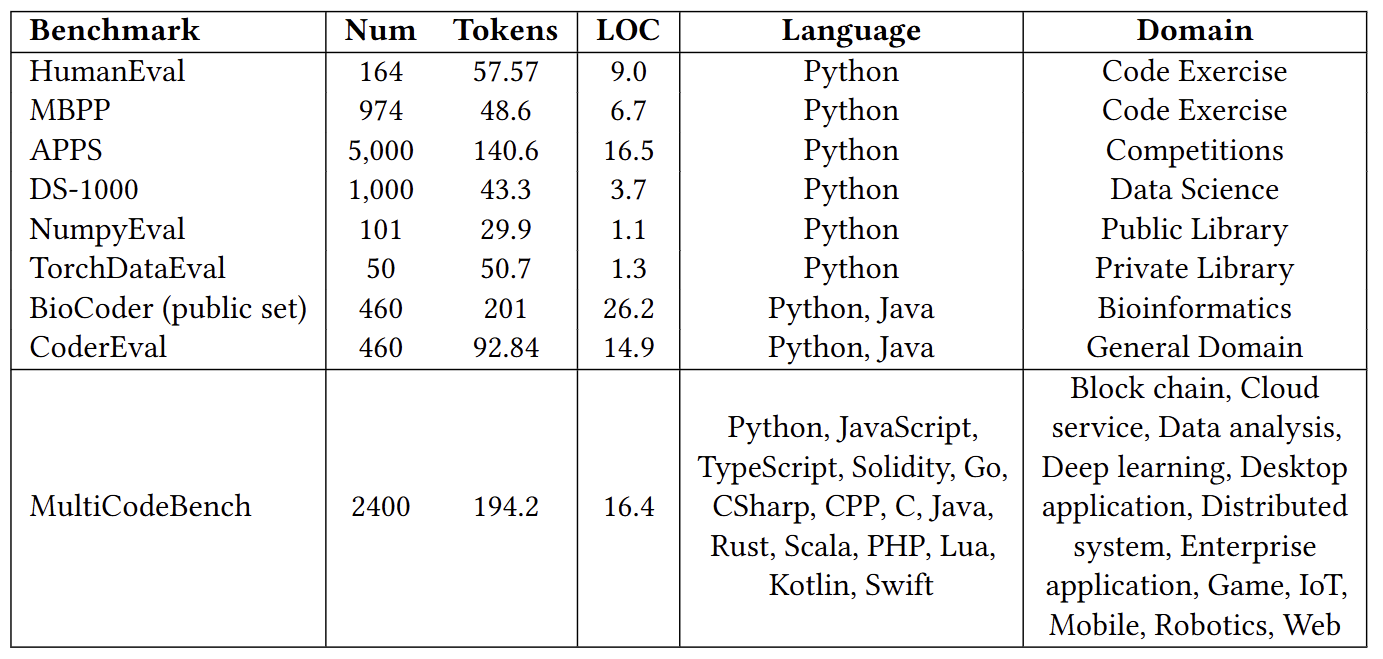 Benchmark Num Tokens LOC Language Domain
HumanEval 164 57.57 9.0 Python Code Exercise
MBPP 974 48.6 6.7 Python Code Exercise
APPS 5,000 140.6 16.5 Python Competitions
DS-1000 1,000 43.3 3.7 Python Data Science
NumpyEval 101 29.9 1.1 Python Public Library
TorchDataEval 50 50.7 1.3 Python Private Library
BioCoder (public set) 460 201 26.2 Python, Java Bioinformatics
CoderEval 460 92.84 14.9 Python, Java General Domain
MultiCodeBench 2400 194.2 16.4
Python, JavaScript,
TypeScript, Solidity, Go,
CSharp, CPP, C, Java,
Rust, Scala, PHP, Lua,
Kotlin, Swift
Block chain, Cloud
service, Data analysis,
Deep learning, Desktop
application, Distributed
system, Enterprise
application, Game, IoT,
Mobile, Robotics, Web